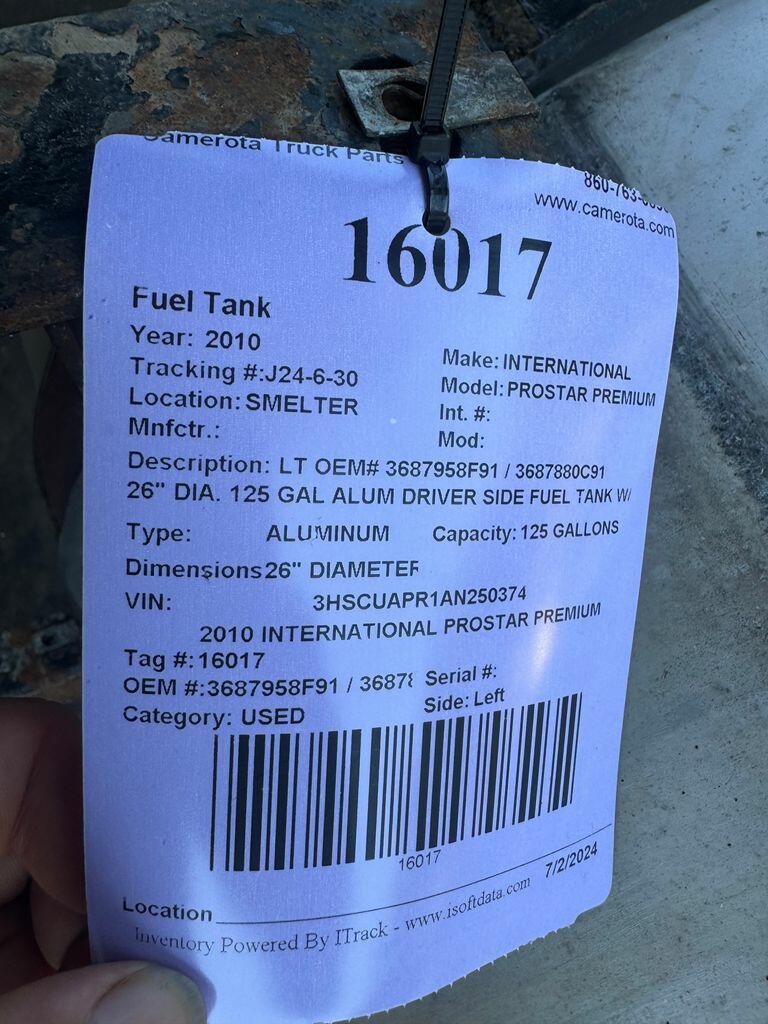 Camerota Truck Parts
860-763-
www.camerota.com
16017
Fuel Tank
Year: 2010
Make: INTERNATIONAL
Tracking #:J24-6-30
Model: PROSTAR PREMIUM
Location: SMELTER
Int. #:
Mnfctr.:
Mod:
Description: LT OEM# 3687958F91 / 3687880C91
26" DIA. 125 GAL ALUM DRIVER SIDE FUEL TANK W/
Type: ALUMINUM
Capacity: 125 GALLONS
Dimensions26" DIAMETER
VIN: 3HSCUAPR1AN250374
2010 INTERNATIONAL PROSTAR PREMIUM
Tag #:16017
OEM #:3687958F91 / 3687
Serial #:
Category: USED
Side: Left
16017
7/2/2024
Location
Inventory Powered By ITrack - www.isoftdata.com